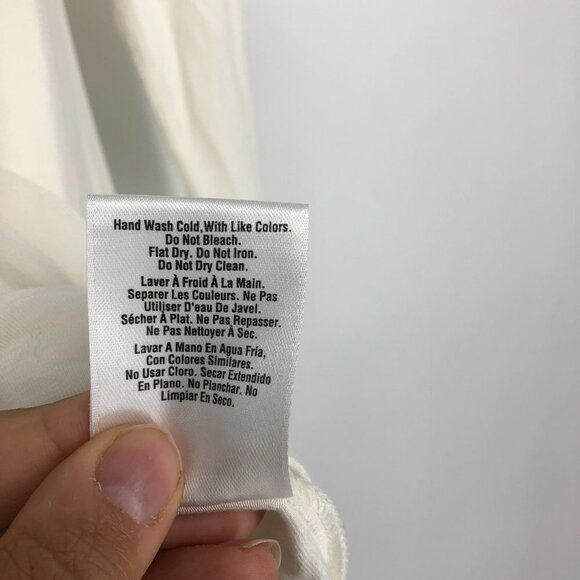 Hand Wash Cold,With Like Colors.
Do Not Bleach.
Flat Dry. Do Not Iron.
Do Not Dry Clean.
Laver À Froid À La Main.
Separer Les Couleurs. Ne Pas
Utiliser D'eau De Javel.
Sécher À Plat. Ne Pas Repasser.
Ne Pas Nettoyer À Sec.
Lavar A Mano En Agua Fría,
Con Colores Similares.
No Usar Cloro. Secar Extendido
En Plano. No Planchar. No
Limpiar En Seco.